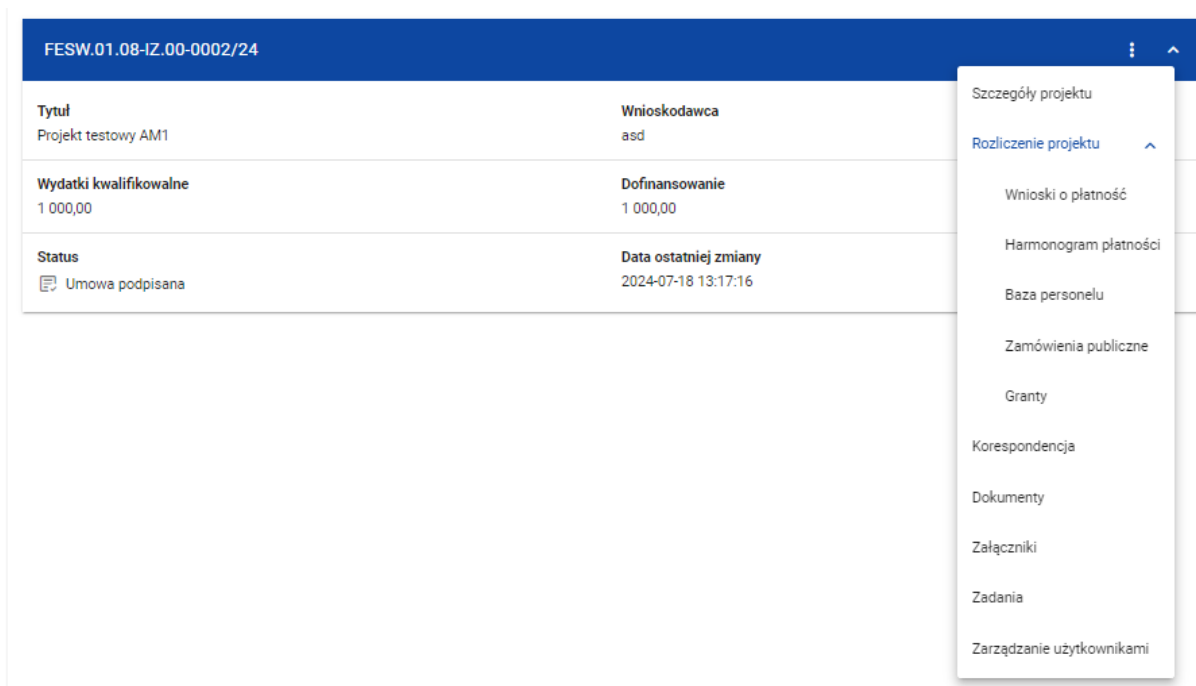 FESW.01.08-IZ.00-0002/24
Tytuł
Projekt testowy AM1
Wnioskodawca
asd
Wydatki kwalifikowalne
1 000,00
Dofinansowanie
1 000,00
Status
Umowa podpisana
Data ostatniej zmiany
2024-07-18 13:17:16
Szczegóły projektu
Rozliczenie projektu
Wnioski o płatność
Harmonogram płatności
Baza personelu
Zamówienia publiczne
Granty
Korespondencja
Dokumenty
Załączniki
Zadania
Zarządzanie użytkownikami